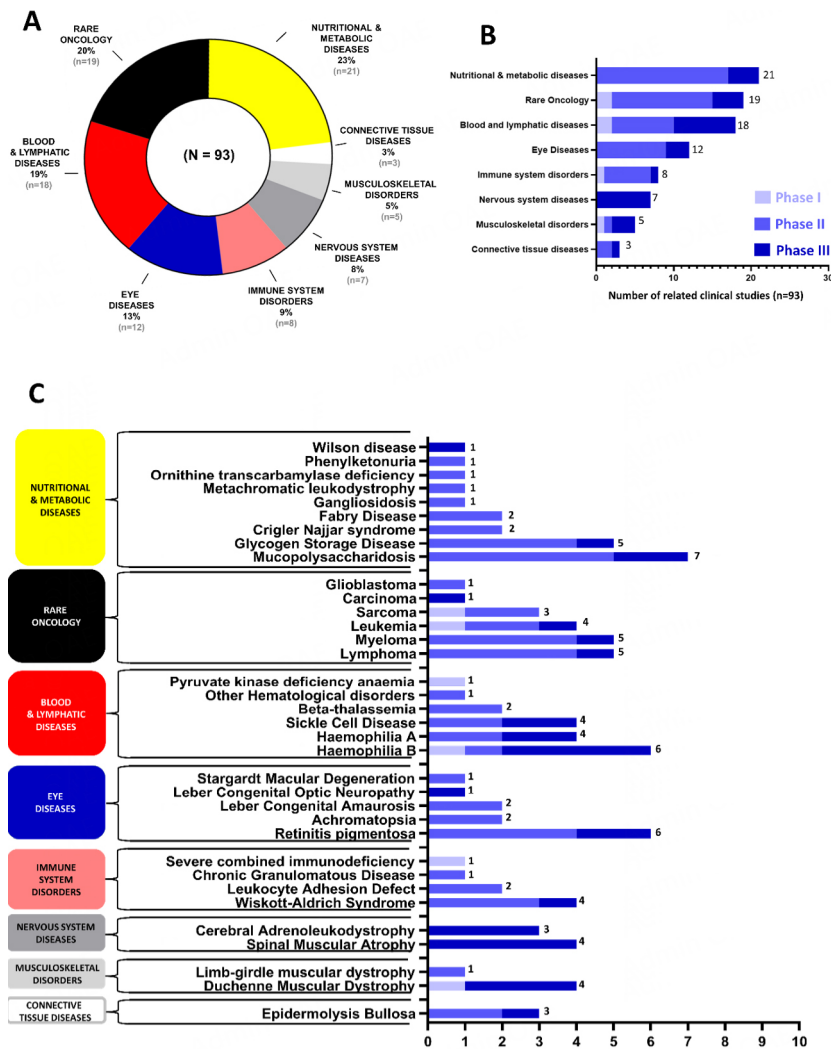 A
RARE
ONCOLOGY
20%
(n=19)
NUTRITIONAL
&
METABOLIC
DISEASES
23%
(n=21)
CONNECTIVE TISSUE
DISEASES
3%
(n=3)
MUSCULOSKELETAL
DISORDERS
5%
(n=5)
NERVOUS SYSTEM
DISEASES
8%
(n=7)
IMMUNE SYSTEM
DISORDERS
9%
(n=8)
EYE
DISEASES
13%
(n=12)
BLOOD
& LYMPHATIC
DISEASES
19%
(n=18)
(N = 93)
B
Nutritional & metabolic diseases 21
Rare Oncology 19
Blood and lymphatic diseases 18
Eye Diseases 12
Immune system disorders 8
Nervous system diseases 7
Musculoskeletal disorders 5
Connective tissue diseases 3
Phase I
Phase II
Phase III
0 10 20 30
Number of related clinical studies (n=93)
C
NUTRITIONAL
& METABOLIC
DISEASES
Wilson disease 1
Phenylketonuria 1
Ornithine transcarbamylase deficiency 1
Metachromatic leukodystrophy 1
Gangliosidosis 1
Fabry Disease 2
Crigler Najjar syndrome 2
Glycogen Storage Disease 5
Mucopolysaccharidosis 7
RARE
ONCOLOGY
Glioblastoma 1
Carcinoma 1
Sarcoma 3
Leukemia 4
Myeloma 5
Lymphoma 5
BLOOD
& LYMPHATIC
DISEASES
Pyruvate kinase deficiency anaemia 1
Other Hematological disorders 1
Beta-thalassemia 2
Sickle Cell Disease 4
Haemophilia A 4
Haemophilia B 6
EYE
DISEASES
Stargardt Macular Degeneration 1
Leber Congenital Optic Neuropathy 1
Leber Congenital Amaurosis 2
Achromatopsia 2
Retinitis pigmentosa 6
IMMUNE
SYSTEM
DISORDERS
Severe combined immunodeficiency 1
Chronic Granulomatous Disease 1
Leukocyte Adhesion Defect 2
Wiskott-Aldrich Syndrome 4
NERVOUS SYSTEM
DISEASES
Cerebral Adrenoleukodystrophy 3
Spinal Muscular Atrophy 4
MUSCULOSKELETAL
DISORDERS
Limb-girdle muscular dystrophy 1
Duchenne Muscular Dystrophy 4
CONNECTIVE
TISSUE DISEASES
Epidermolysis Bullosa 3
0 1 2 3 4 5 6 7 8 9 10